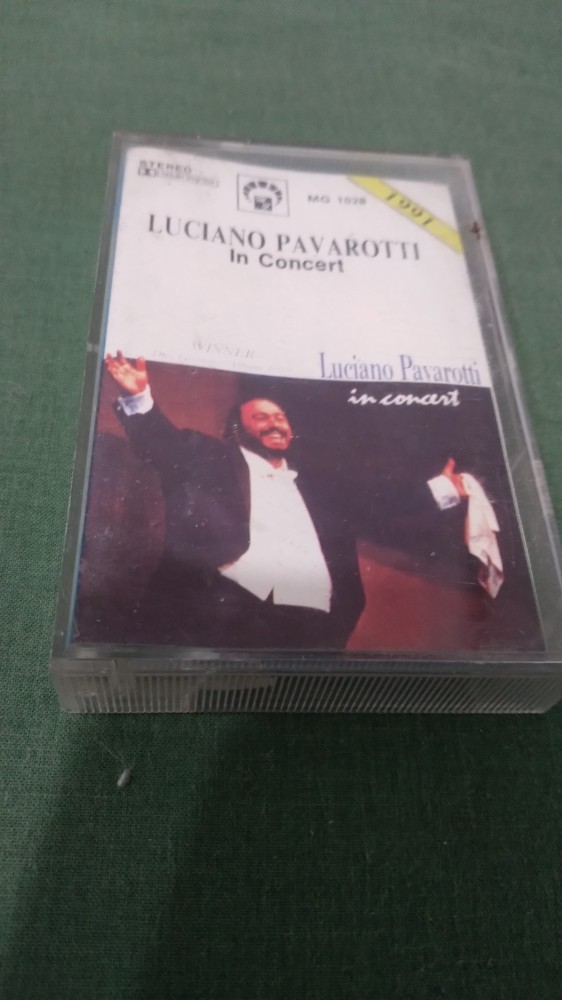 STEREO
MG 1028
1991
LUCIANO PAVAROTTI
In Concert
WINNER
Luciano Pavarotti
in concert